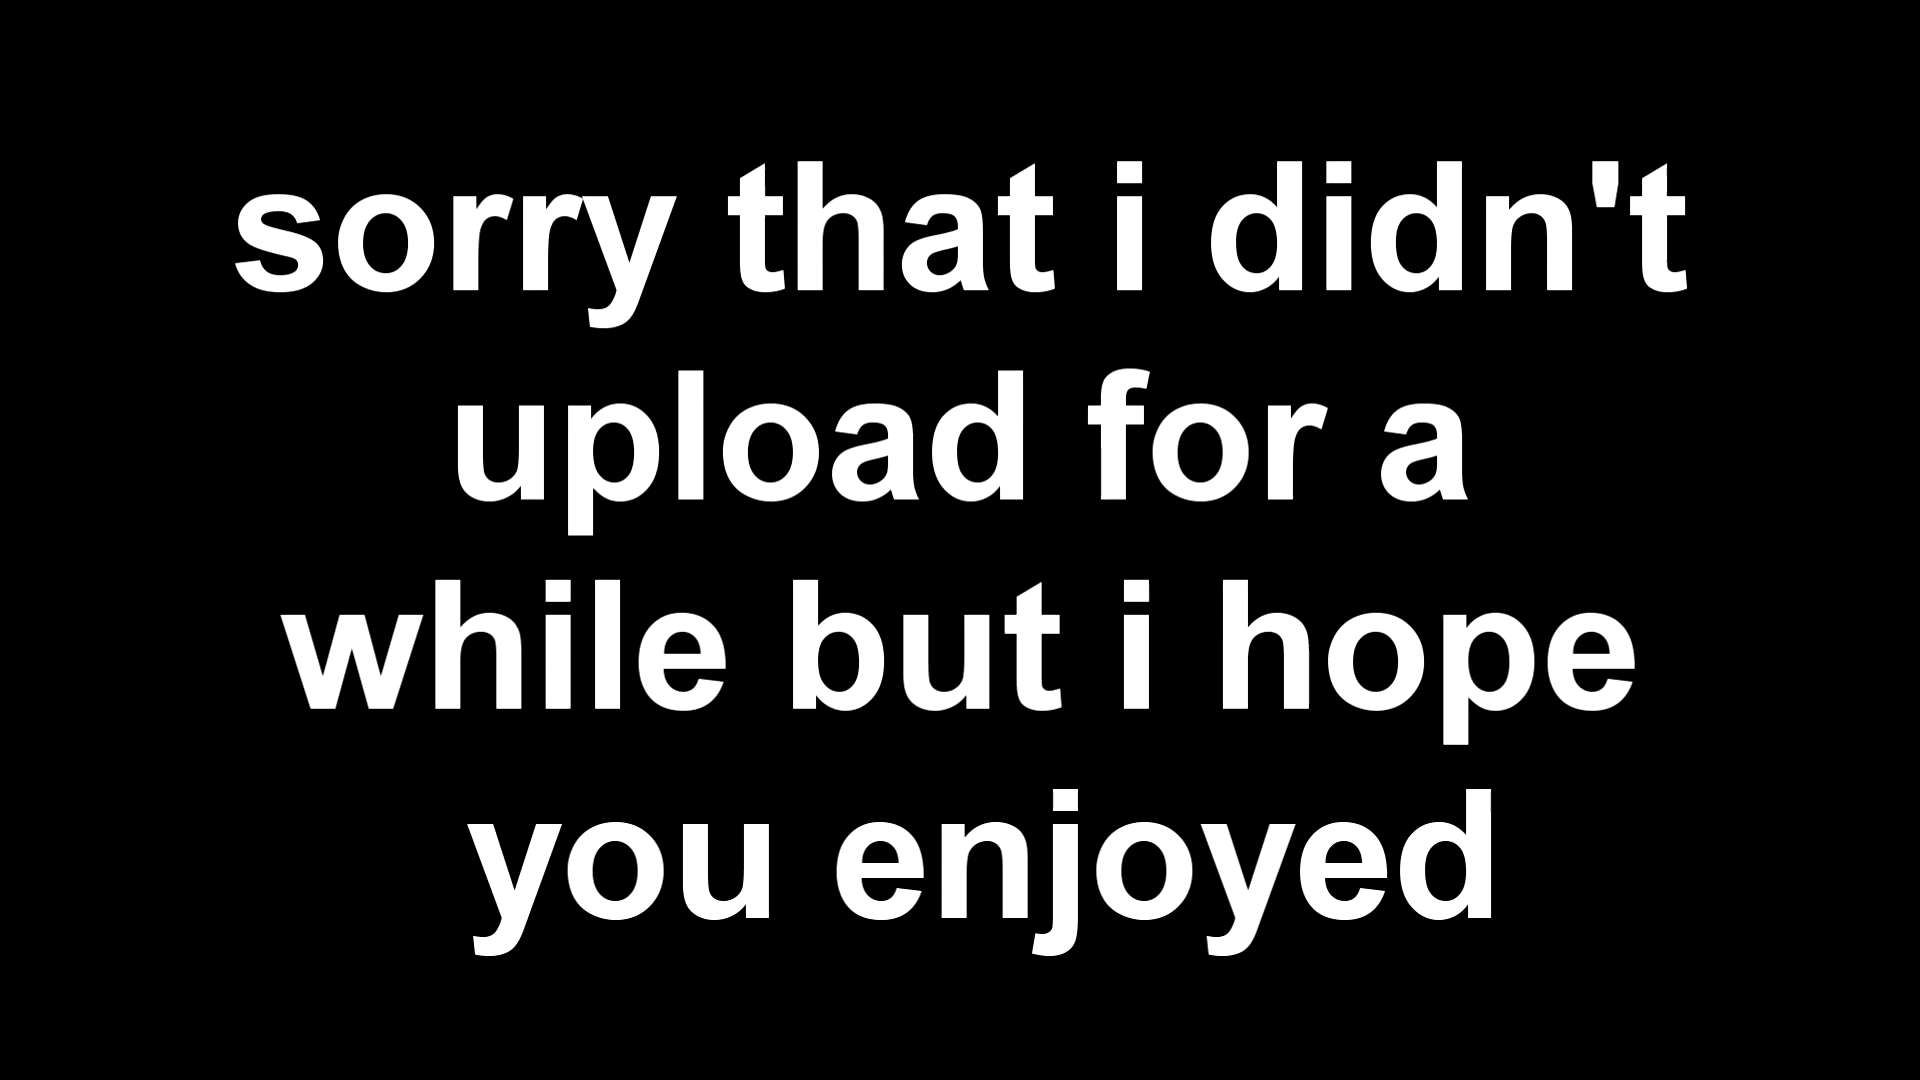 sorry that i didn't
upload for a
while but i hope
you enjoyed